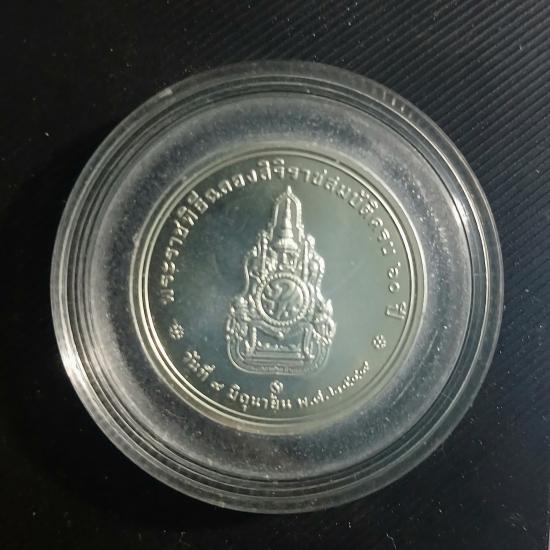 พระราชพิธีฉลองสิริราชสมบัติครบ ๖๐ ปี
วันที่ ๙ มิถุนายน พ.ศ.๒๕๔๙